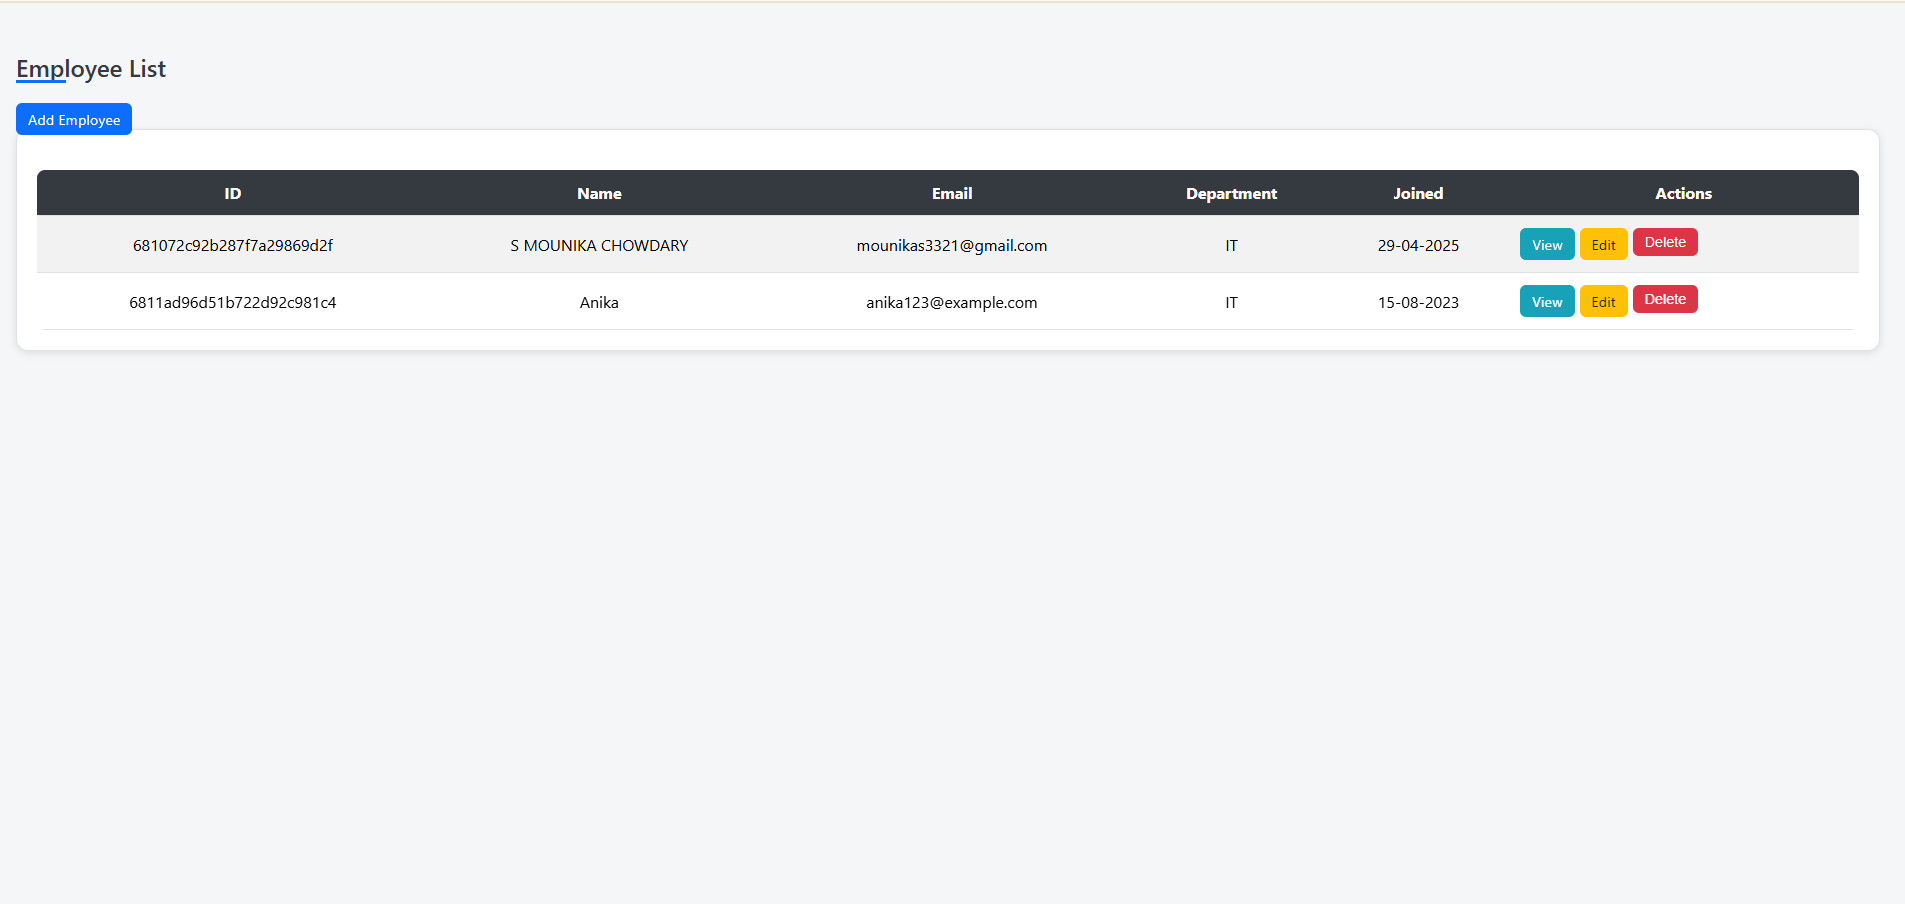 Employee List
Add Employee
ID Name Email Department Joined Actions
681072c92b287f7a29869d2f S MOUNIKA CHOWDARY mounikas3321@gmail.com IT 29-04-2025 View Edit Delete
6811ad96d51b722d92c981c4 Anika anika123@example.com IT 15-08-2023 View Edit Delete